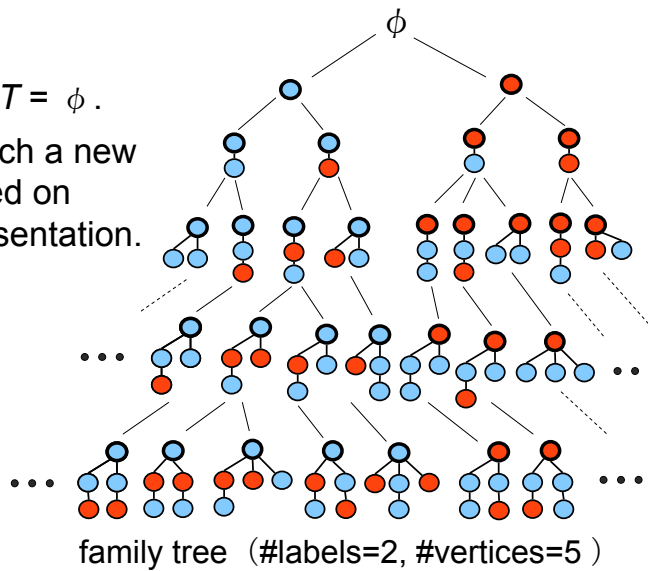 ϕ
T = ϕ .
ch a new
ed on
sentation.
family tree（#labels=2, #vertices=5 ）